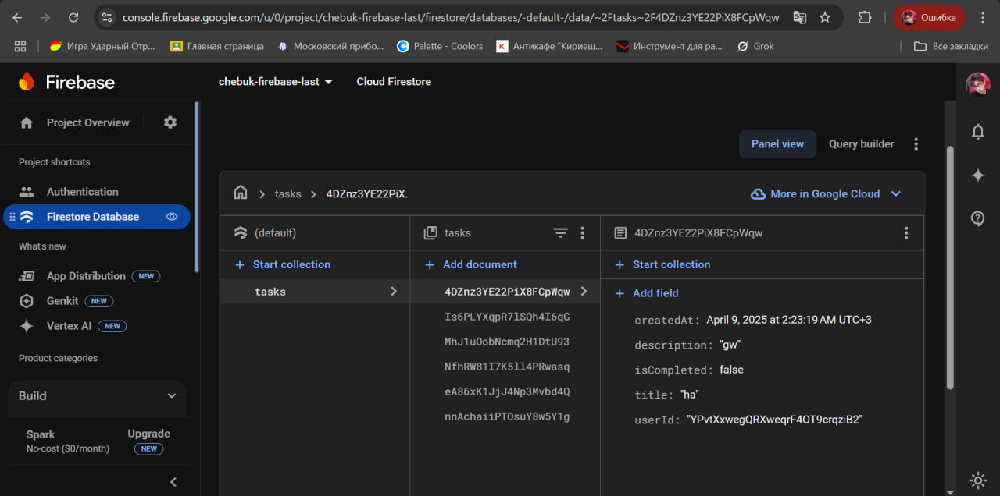 console.firebase.google.com/u/0/project/chebuk-firebase-last/firestore/databases/-default-/data/~2Ftasks~2F4DZnz3YE22PiX8FCpWqw
Ошибка
Игра Ударный Отр...
Главная страница
Московский прибо...
Palette - Coolors
Антикафе "Кириеш...
Инструмент для ра...
Grok
Все закладки
Firebase
chebuk-firebase-last
Cloud Firestore
Project Overview
Project shortcuts
Authentication
Firestore Database
What's new
App Distribution NEW
Genkit NEW
Vertex AI NEW
Product categories
Build
Spark
No-cost ($0/month)
Upgrade
NEW
Panel view
Query builder
tasks
4DZnz3YE22PiX.
More in Google Cloud
(default)
Start collection
tasks
tasks
Add document
4DZnz3YE22PiX8FCpWqw
Is6PLYXqpR7lSQh4I6qG
MhJ1uOobNcmq2H1DtU93
NfhRW81I7K5ll4PRwasq
eA86xK1JjJ4Np3Mvbd4Q
nnAchaiiPTOsuY8w5Y1g
4DZnz3YE22PiX8FCpWqw
Start collection
Add field
createdAt: April 9, 2025 at 2:23:19 AM UTC+3
description: "gw"
isCompleted: false
title: "ha"
userId: "YPvtXxwegQRXweqrF4OT9crqziB2"